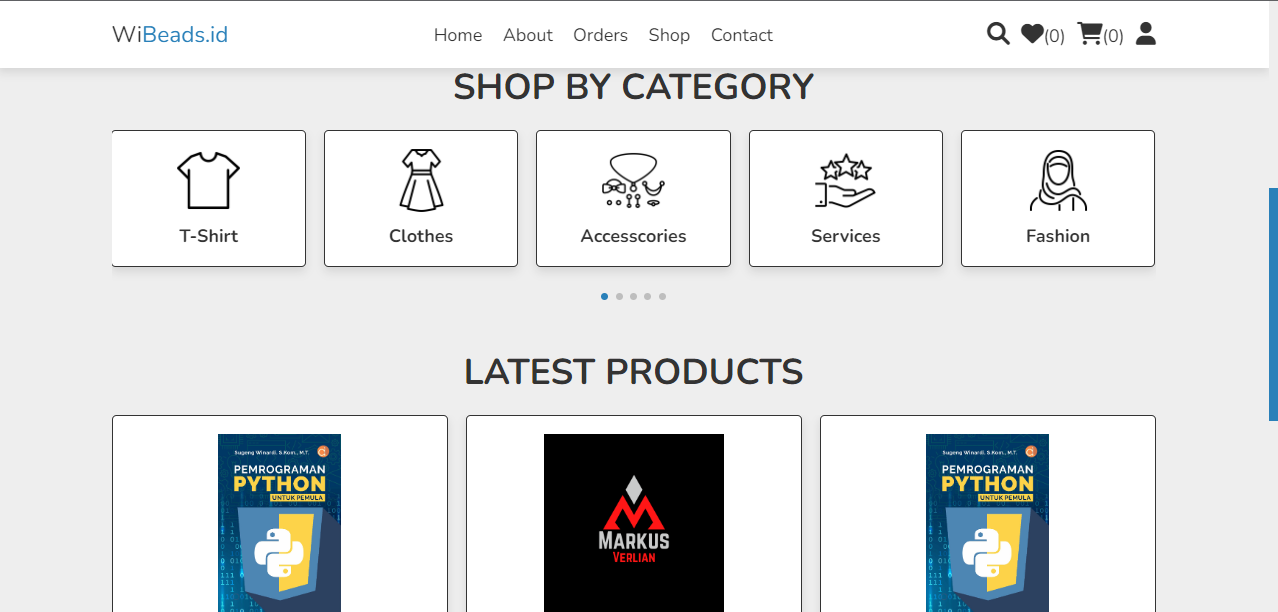 WiBeads.id
Home About Orders Shop Contact
(0) (0)
SHOP BY CATEGORY
T-Shirt Clothes Accesscories Services Fashion
LATEST PRODUCTS
Sugeng Winardi, S.Kom., M.T.
PEMROGRAMAN
PYTHON
UNTUK PEMULA
MARKUS
VERLIAN
Sugeng Winardi, S.Kom., M.T.
PEMROGRAMAN
PYTHON
UNTUK PEMULA